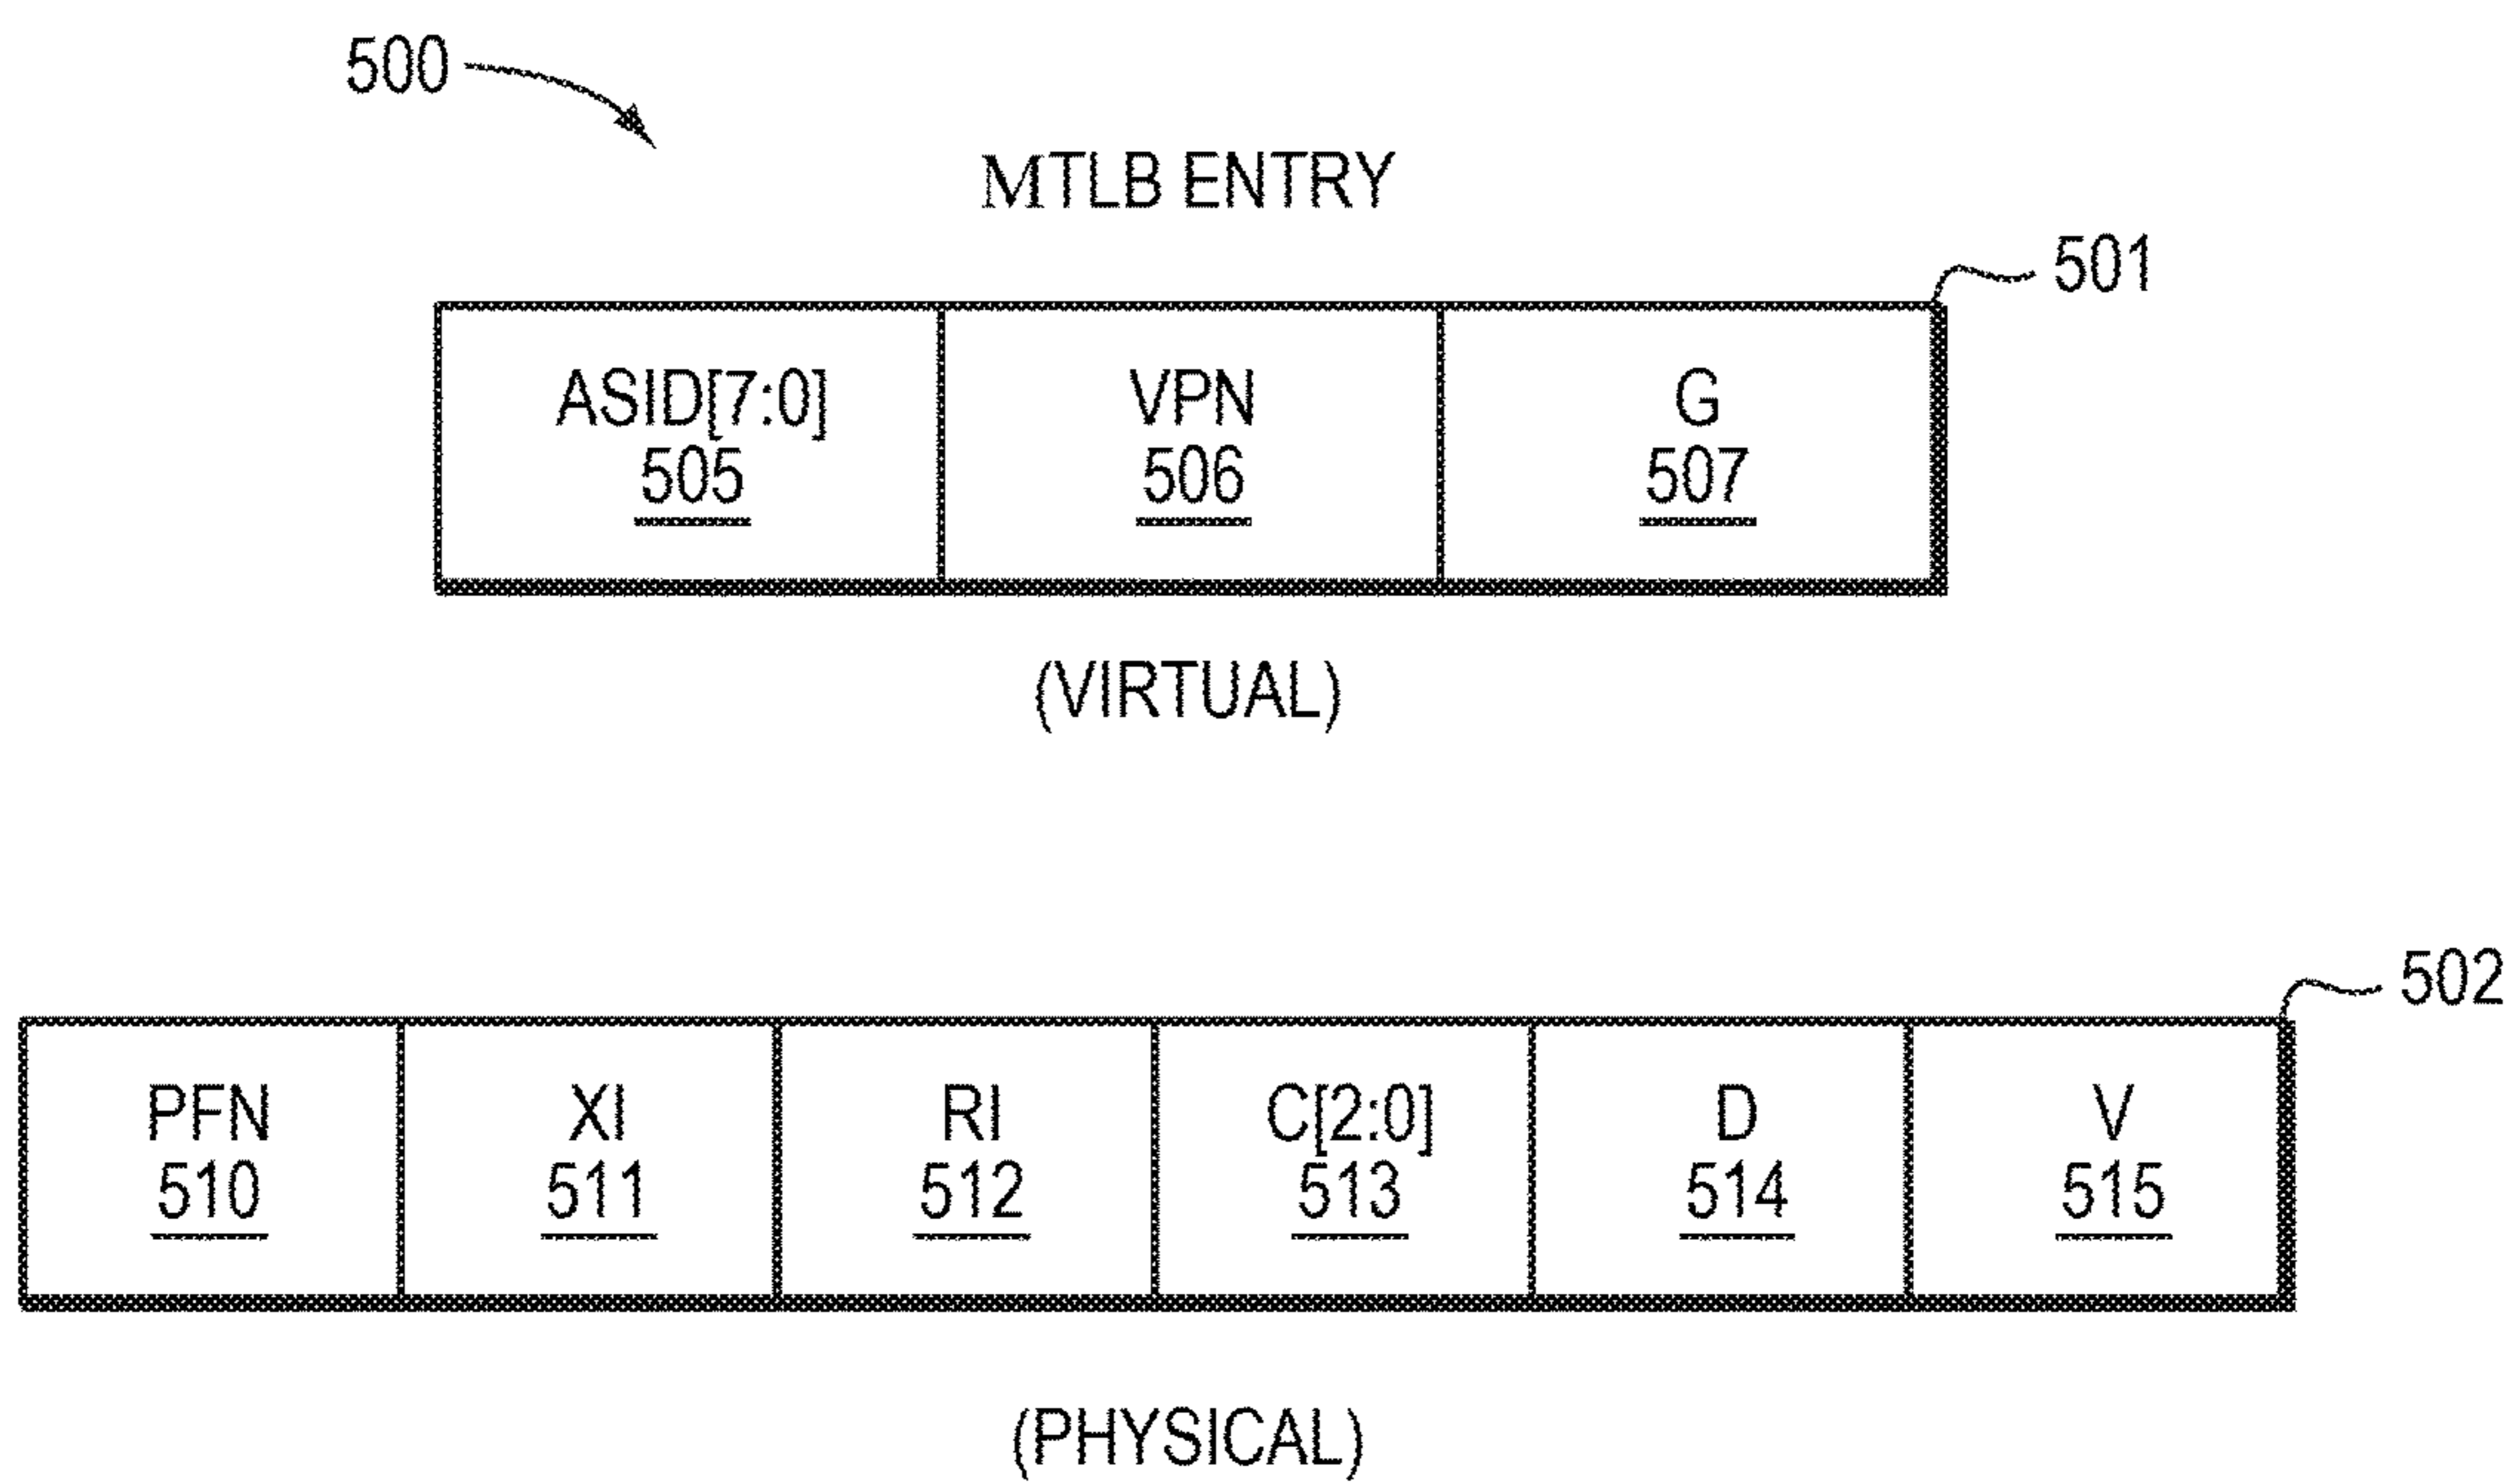 500
MTLB ENTRY
501
ASID[7:0] VPN G
505 506 507
(VIRTUAL)
502
PFN XI RI C[2:0] D V
510 511 512 513 514 515
(PHYSICAL)